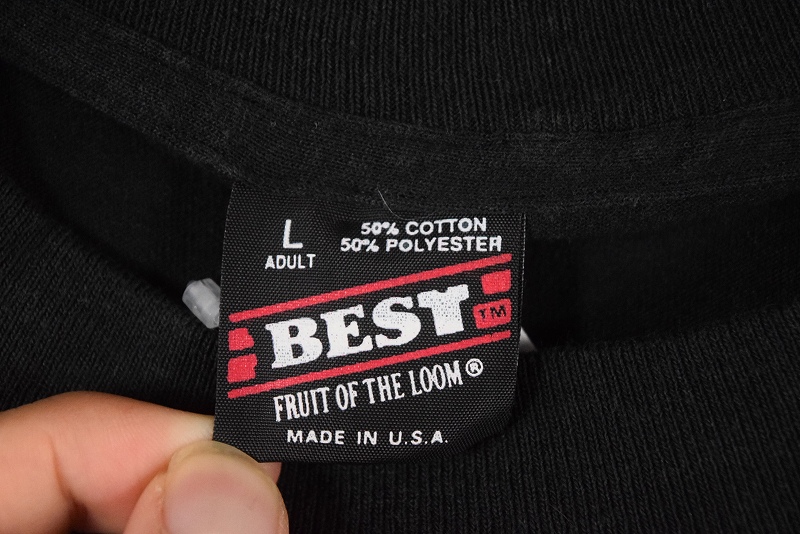 L
ADULT
50% COTTON
50% POLYESTER
BEST
TM
FRUIT OF THE LOOM®
MADE IN U.S.A.